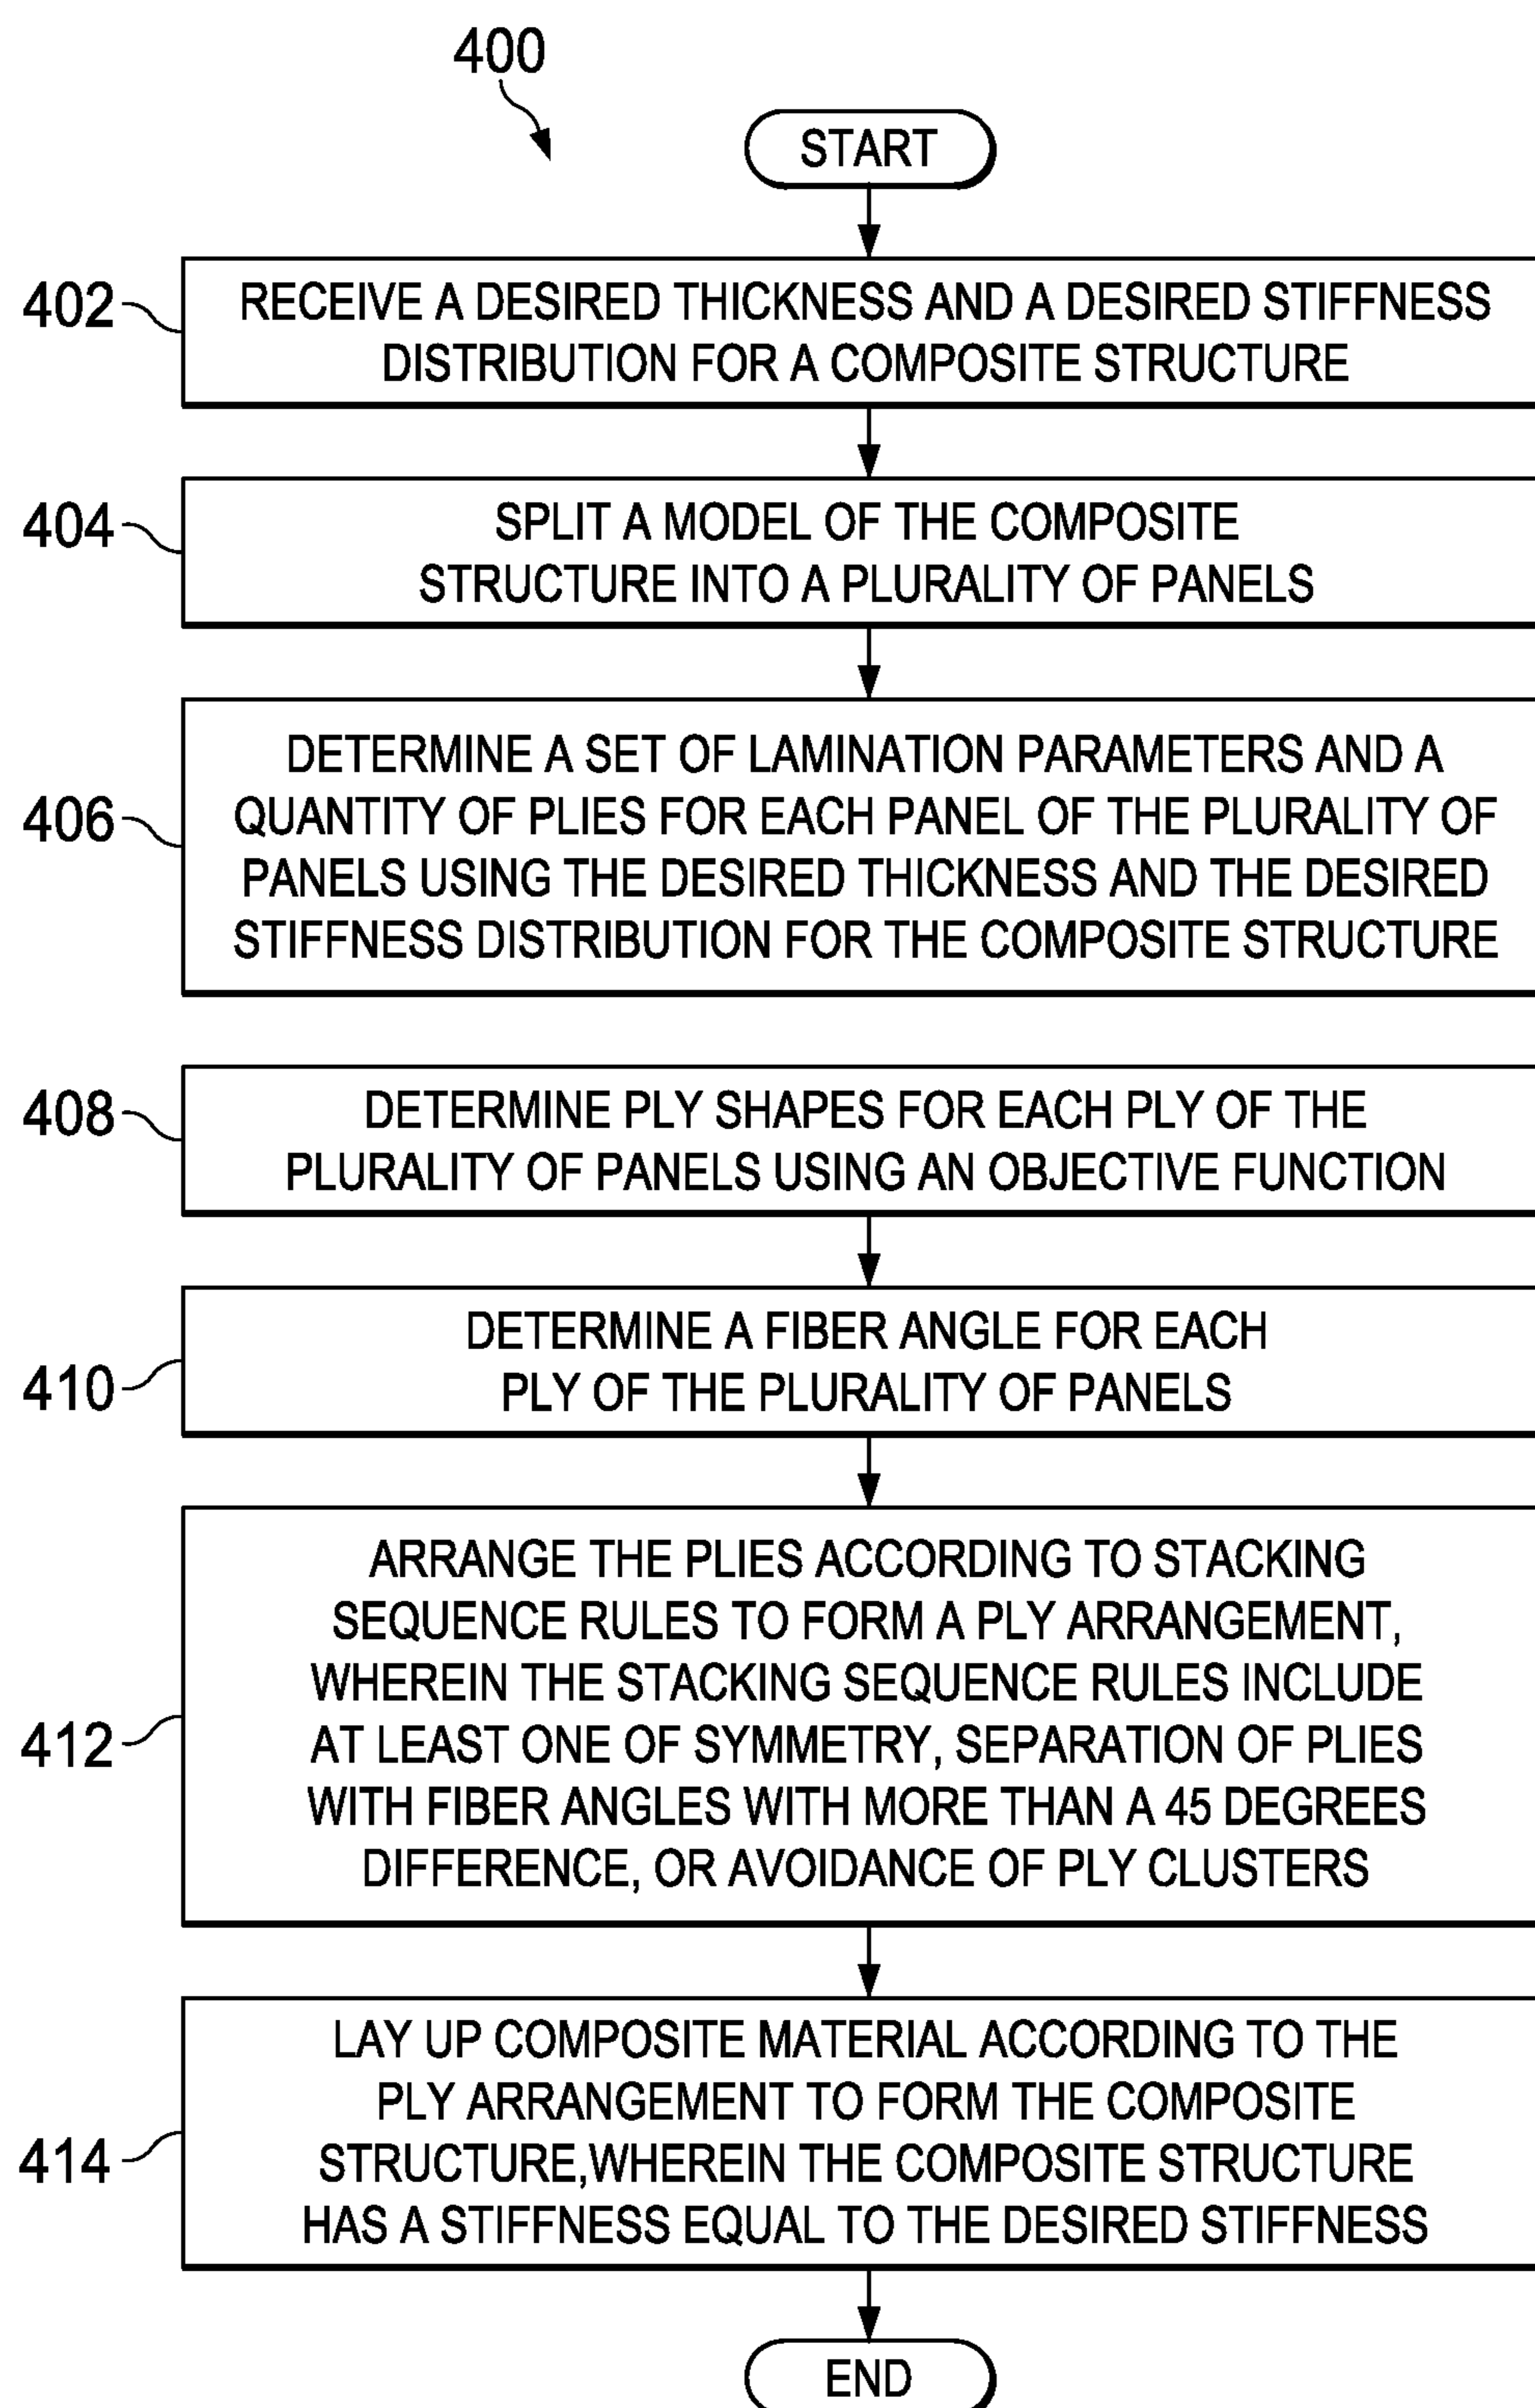 400
START
402
RECEIVE A DESIRED THICKNESS AND A DESIRED STIFFNESS
DISTRIBUTION FOR A COMPOSITE STRUCTURE
404
SPLIT A MODEL OF THE COMPOSITE
STRUCTURE INTO A PLURALITY OF PANELS
406
DETERMINE A SET OF LAMINATION PARAMETERS AND A
QUANTITY OF PLIES FOR EACH PANEL OF THE PLURALITY OF
PANELS USING THE DESIRED THICKNESS AND THE DESIRED
STIFFNESS DISTRIBUTION FOR THE COMPOSITE STRUCTURE
408
DETERMINE PLY SHAPES FOR EACH PLY OF THE
PLURALITY OF PANELS USING AN OBJECTIVE FUNCTION
410
DETERMINE A FIBER ANGLE FOR EACH
PLY OF THE PLURALITY OF PANELS
412
ARRANGE THE PLIES ACCORDING TO STACKING
SEQUENCE RULES TO FORM A PLY ARRANGEMENT,
WHEREIN THE STACKING SEQUENCE RULES INCLUDE
AT LEAST ONE OF SYMMETRY, SEPARATION OF PLIES
WITH FIBER ANGLES WITH MORE THAN A 45 DEGREES
DIFFERENCE, OR AVOIDANCE OF PLY CLUSTERS
414
LAY UP COMPOSITE MATERIAL ACCORDING TO THE
PLY ARRANGEMENT TO FORM THE COMPOSITE
STRUCTURE,WHEREIN THE COMPOSITE STRUCTURE
HAS A STIFFNESS EQUAL TO THE DESIRED STIFFNESS
END